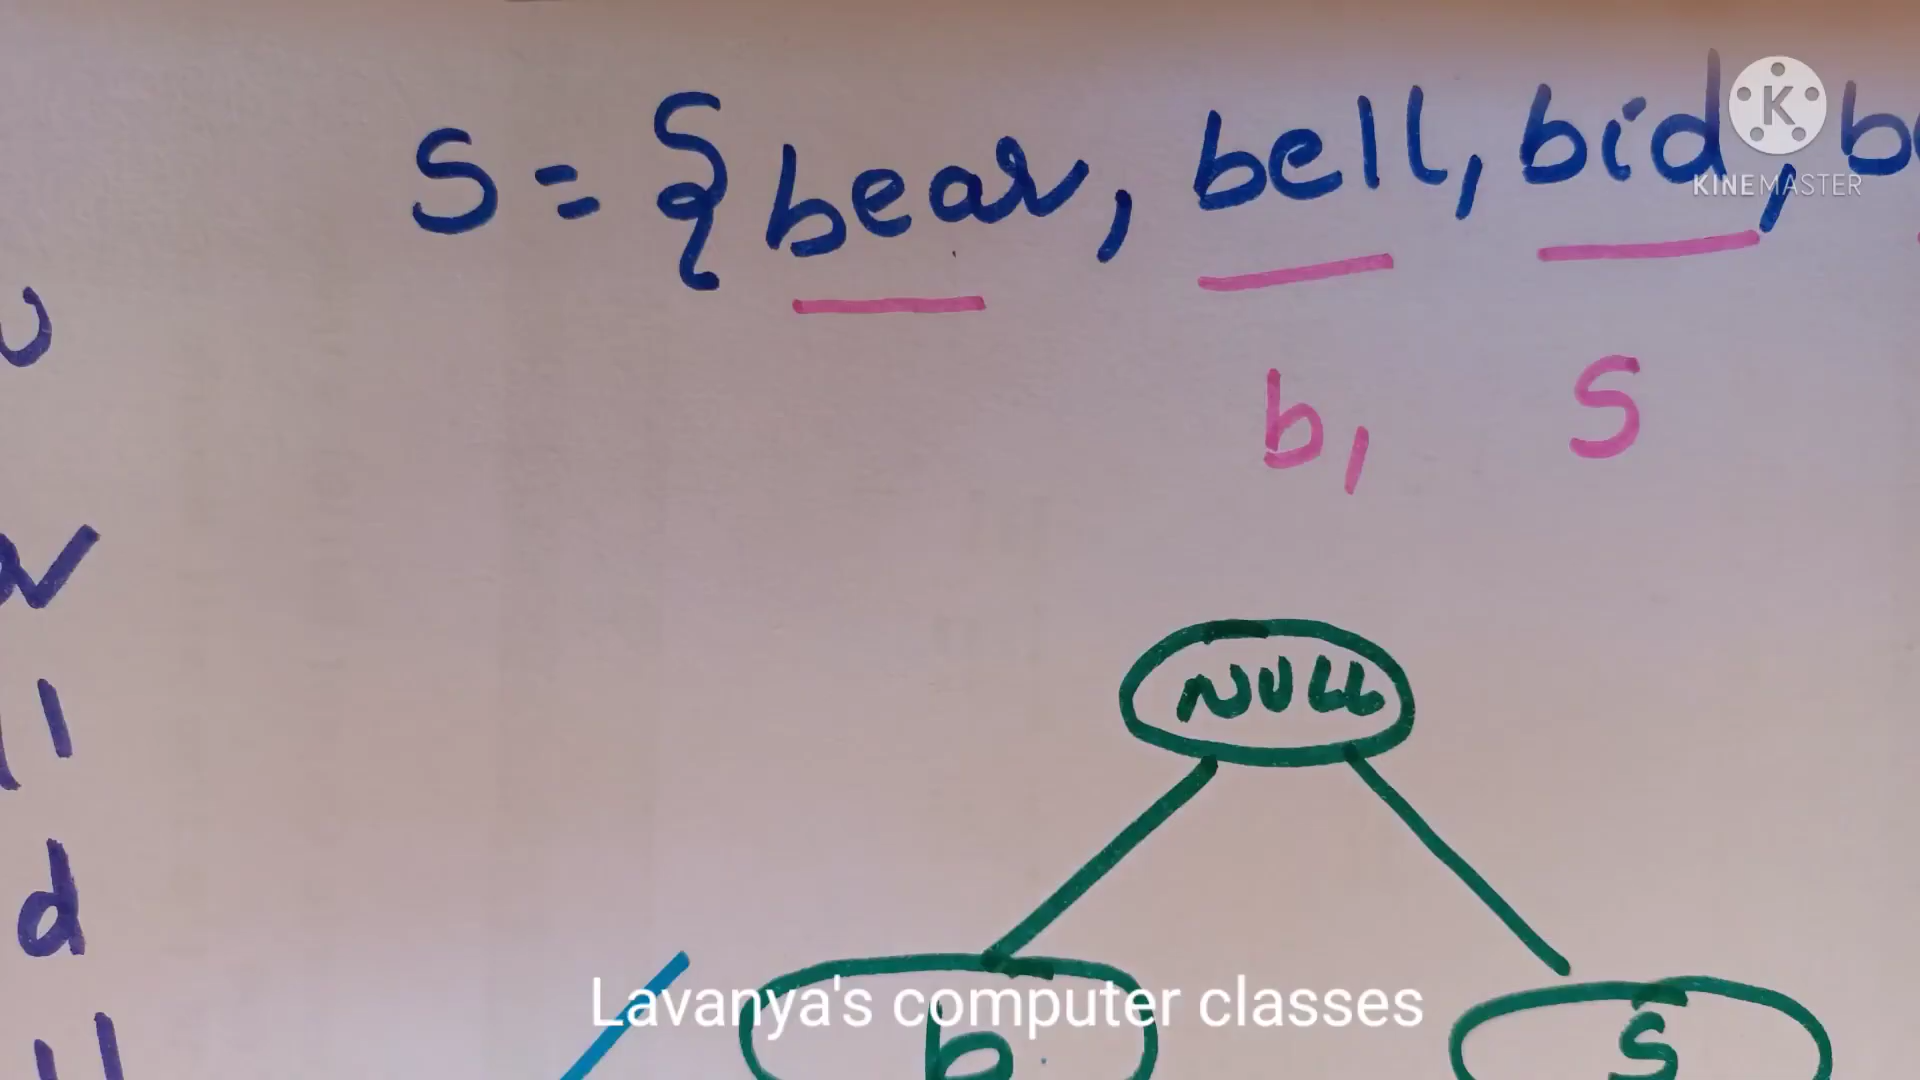 S = {bear, bell, bid, b
K
KINEMASTER
b, S
NULL
d
Lavanya's computer classes
b
S